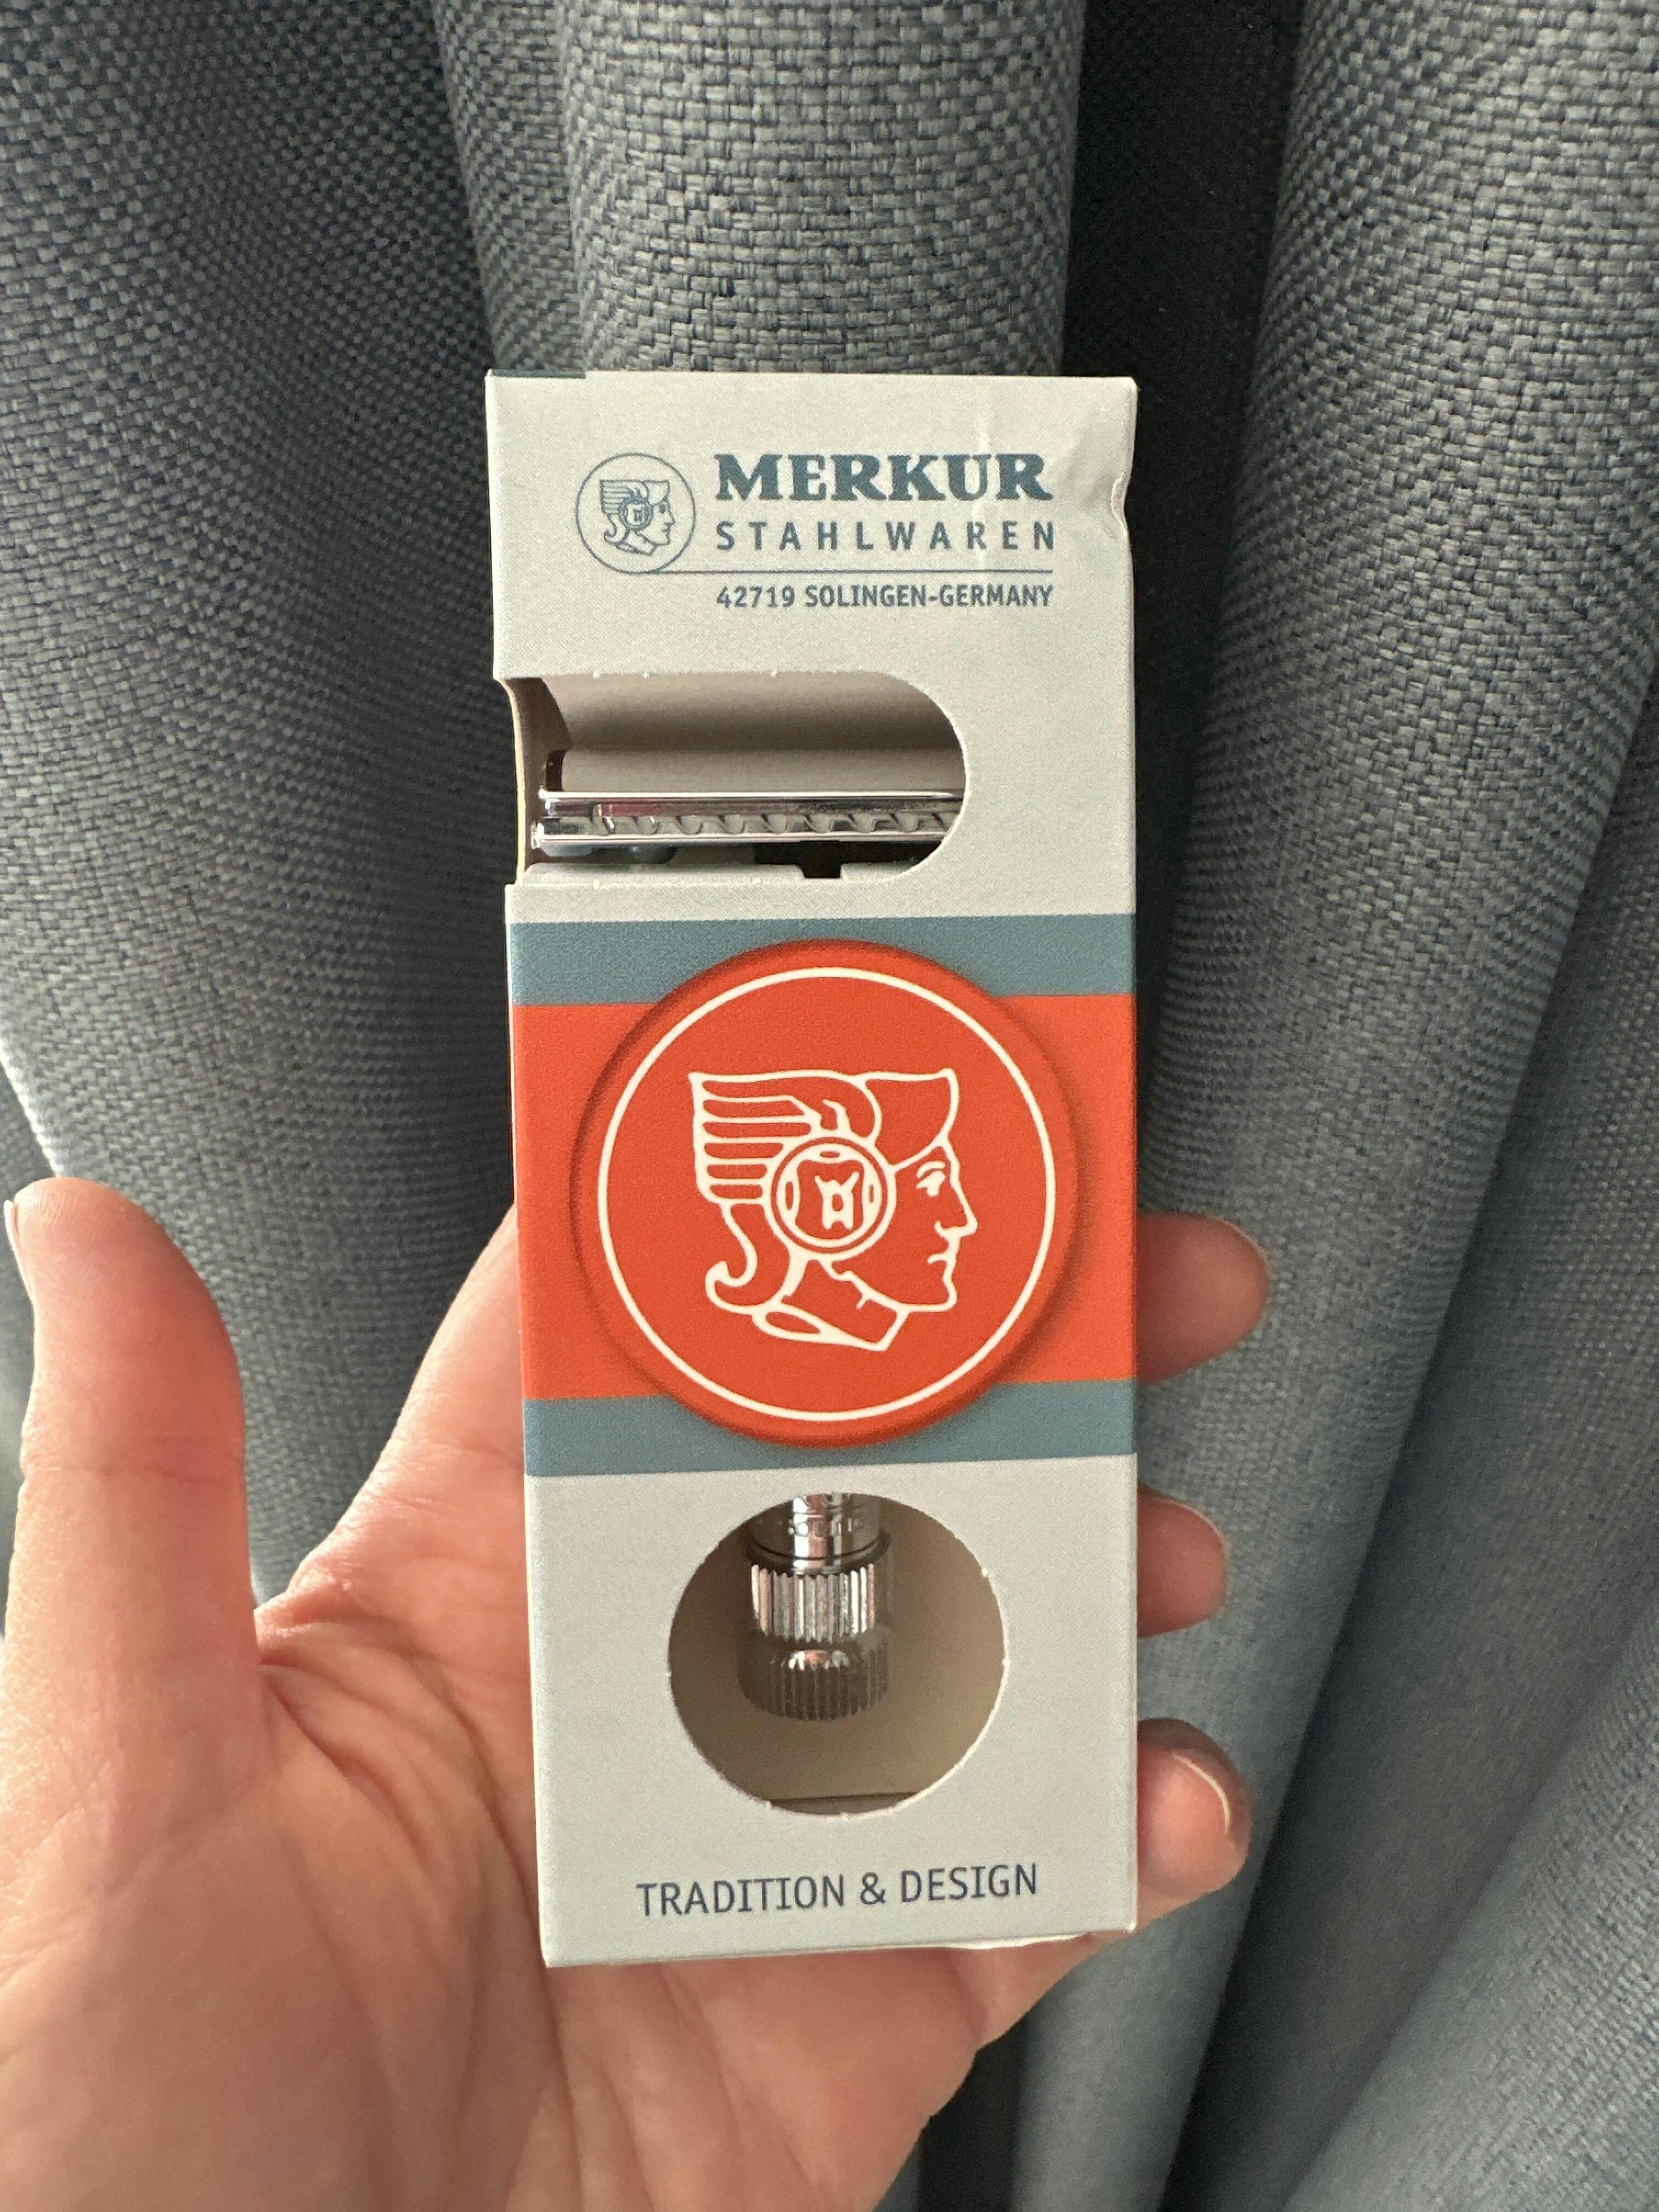 MERKUR
STAHLWAREN
42719 SOLINGEN-GERMANY
TRADITION & DESIGN